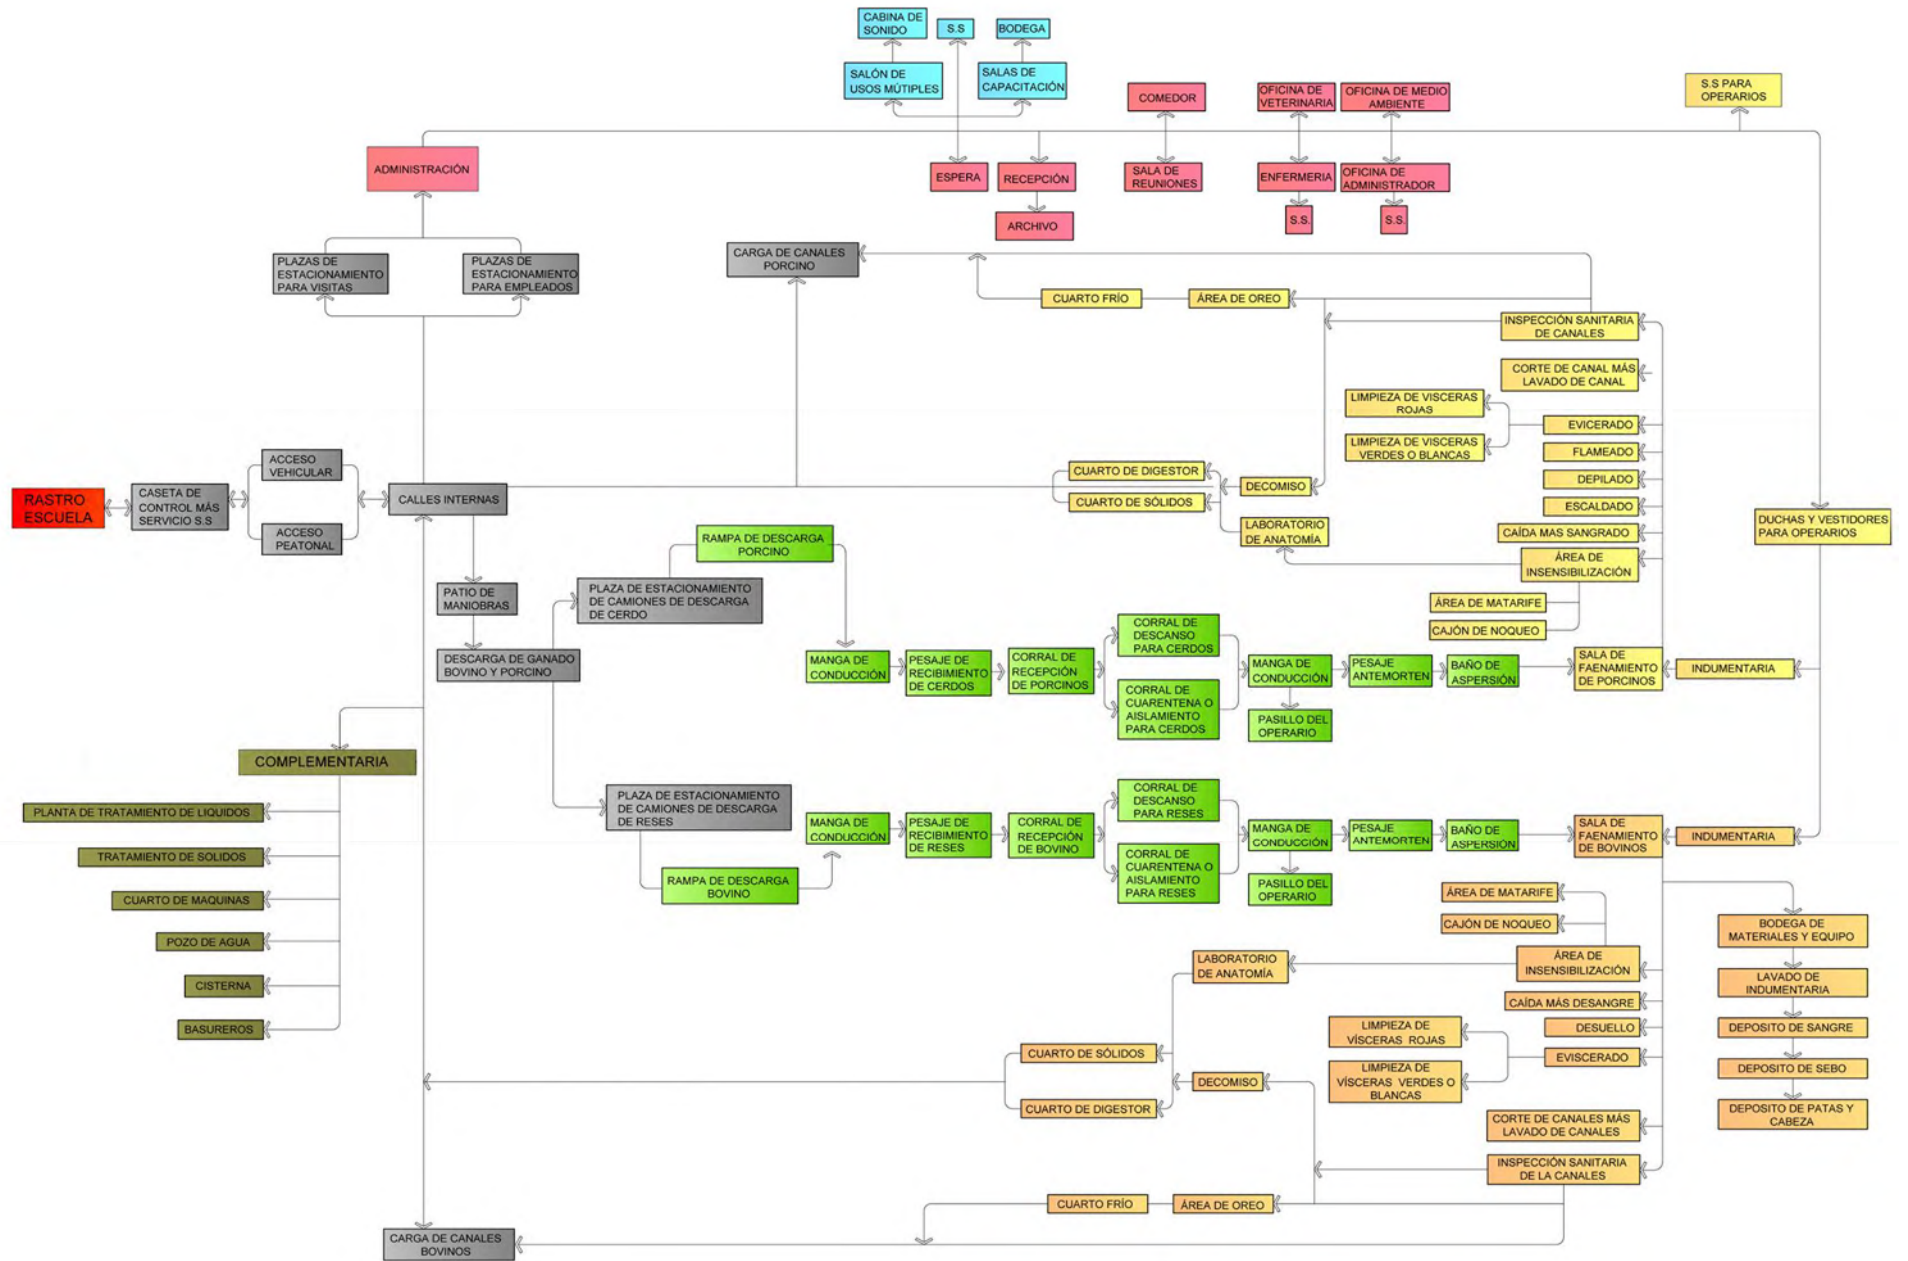 CABINA DE
SONIDO
S.S
BODEGA
SALÓN DE
USOS MÚTIPLES
SALAS DE
CAPACITACIÓN
COMEDOR
OFICINA DE
VETERINARIA
OFICINA DE MEDIO
AMBIENTE
S.S PARA
OPERARIOS
ADMINISTRACIÓN
ESPERA
RECEPCIÓN
SALA DE
REUNIONES
ENFERMERIA
OFICINA DE
ADMINISTRADOR
ARCHIVO
S.S.
S.S.
PLAZAS DE
ESTACIONAMIENTO
PARA VISITAS
PLAZAS DE
ESTACIONAMIENTO
PARA EMPLEADOS
CARGA DE CANALES
PORCINO
CUARTO FRÍO
ÁREA DE OREO
INSPECCIÓN SANITARIA
DE CANALES
CORTE DE CANAL MÁS
LAVADO DE CANAL
LIMPIEZA DE VISCERAS
ROJAS
EVICERADO
LIMPIEZA DE VISCERAS
VERDES O BLANCAS
FLAMEADO
ACCESO
VEHICULAR
CUARTO DE DIGESTOR
DECOMISO
DEPILADO
RASTRO
ESCUELA
CASETA DE
CONTROL MÁS
SERVICIO S.S
CALLES INTERNAS
CUARTO DE SÓLIDOS
ESCALDADO
ACCESO
PEATONAL
LABORATORIO
DE ANATOMÍA
CAÍDA MAS SANGRADO
DUCHAS Y VESTIDORES
PARA OPERARIOS
RAMPA DE DESCARGA
PORCINO
ÁREA DE
INSENSIBILIZACIÓN
PATIO DE
MANIOBRAS
PLAZA DE ESTACIONAMIENTO
DE CAMIONES DE DESCARGA
DE CERDO
ÁREA DE MATARIFE
CAJÓN DE NOQUEO
DESCARGA DE GANADO
BOVINO Y PORCINO
MANGA DE
CONDUCCIÓN
PESAJE DE
RECIBIMIENTO
DE CERDOS
CORRAL DE
RECEPCIÓN
DE PORCINOS
CORRAL DE
DESCANSO
PARA CERDOS
CORRAL DE
CUARENTENA O
AISLAMIENTO
PARA CERDOS
MANGA DE
CONDUCCIÓN
PESAJE
ANTEMORTEN
BAÑO DE
ASPERSIÓN
SALA DE
FAENAMIENTO
DE PORCINOS
INDUMENTARIA
PASILLO DEL
OPERARIO
COMPLEMENTARIA
PLANTA DE TRATAMIENTO DE LIQUIDOS
TRATAMIENTO DE SOLIDOS
CUARTO DE MAQUINAS
POZO DE AGUA
CISTERNA
BASUREROS
PLAZA DE ESTACIONAMIENTO
DE CAMIONES DE DESCARGA
DE RESES
RAMPA DE DESCARGA
BOVINO
MANGA DE
CONDUCCIÓN
PESAJE DE
RECIBIMIENTO
DE RESES
CORRAL DE
RECEPCIÓN
DE BOVINO
CORRAL DE
DESCANSO
PARA RESES
CORRAL DE
CUARENTENA O
AISLAMIENTO
PARA RESES
MANGA DE
CONDUCCIÓN
PESAJE
ANTEMORTEN
BAÑO DE
ASPERSIÓN
SALA DE
FAENAMIENTO
DE BOVINOS
INDUMENTARIA
PASILLO DEL
OPERARIO
ÁREA DE MATARIFE
CAJÓN DE NOQUEO
BODEGA DE
MATERIALES Y EQUIPO
LABORATORIO
DE ANATOMÍA
ÁREA DE
INSENSIBILIZACIÓN
LAVADO DE
INDUMENTARIA
CAÍDA MÁS DESANGRE
LIMPIEZA DE
VÍSCERAS ROJAS
DESUELLO
DEPOSITO DE SANGRE
CUARTO DE SÓLIDOS
EVISCERADO
DEPOSITO DE SEBO
DECOMISO
LIMPIEZA DE
VÍSCERAS VERDES O
BLANCAS
CUARTO DE DIGESTOR
CORTE DE CANALES MÁS
LAVADO DE CANALES
DEPOSITO DE PATAS Y
CABEZA
INSPECCIÓN SANITARIA
DE LA CANALES
CUARTO FRÍO
ÁREA DE OREO
CARGA DE CANALES
BOVINOS